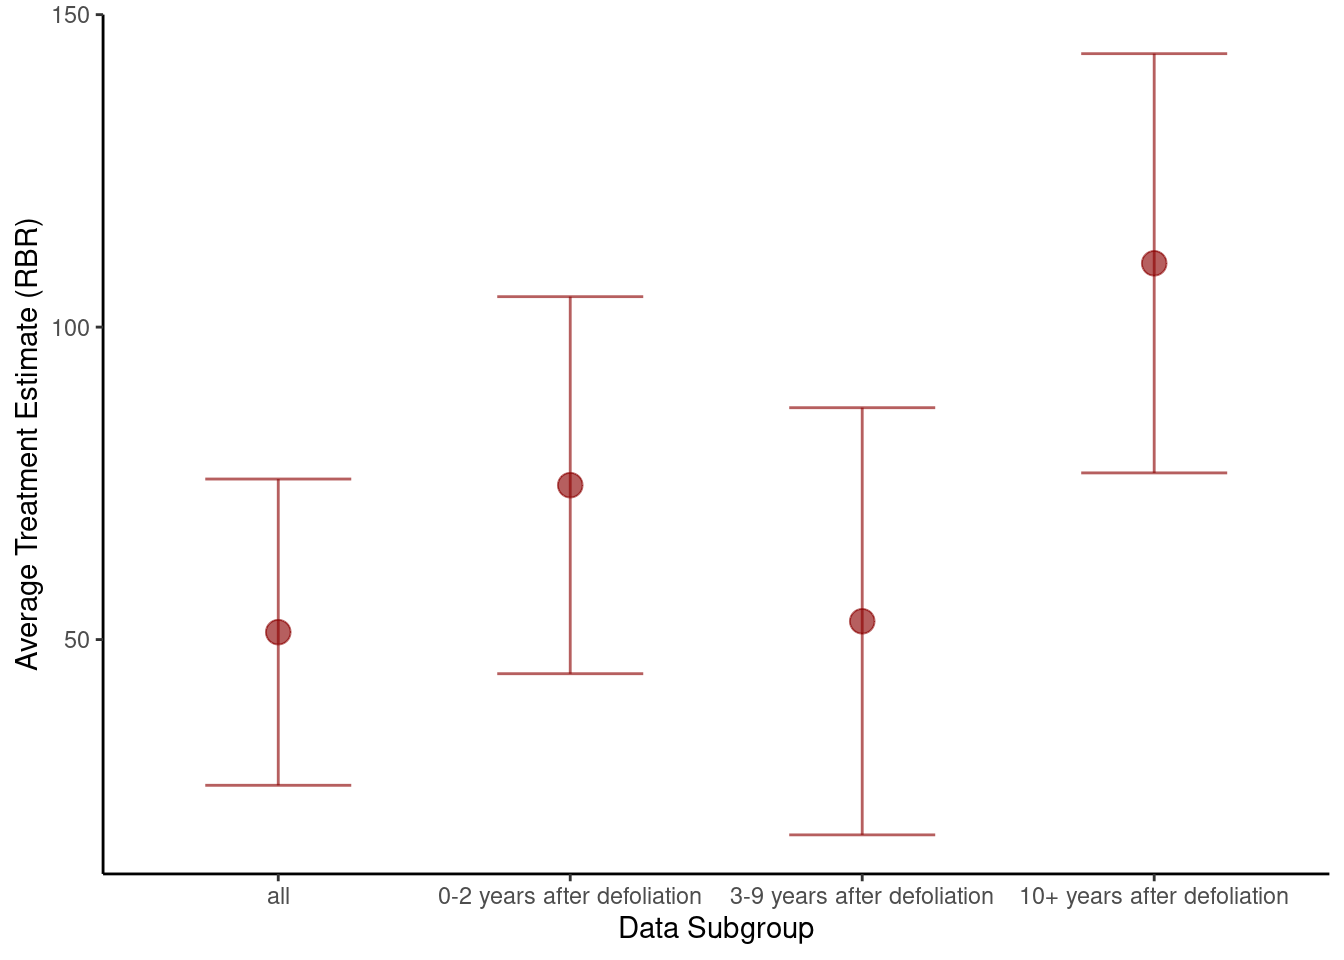 150
100
50
Average Treatment Estimate (RBR)
all
0-2 years after defoliation
3-9 years after defoliation
10+ years after defoliation
Data Subgroup